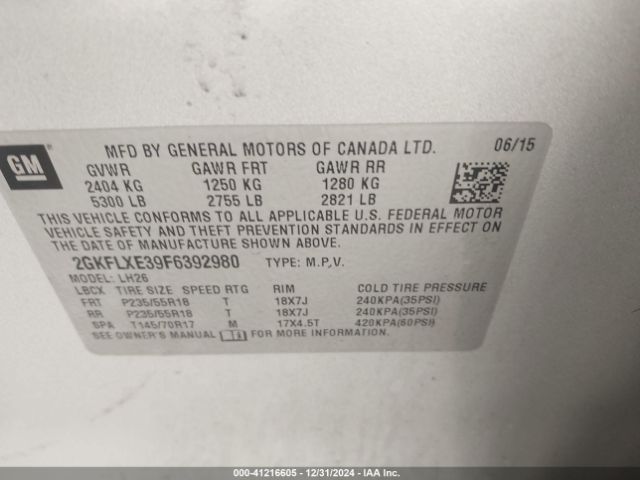 GM
MFD BY GENERAL MOTORS OF CANADA LTD. 06/15
GVWR GAWR FRT GAWR RR
2404 KG 1250 KG 1280 KG
5300 LB 2755 LB 2821 LB
THIS VEHICLE CONFORMS TO ALL APPLICABLE U.S. FEDERAL MOTOR
VEHICLE SAFETY AND THEFT PREVENTION STANDARDS IN EFFECT ON
THE DATE OF MANUFACTURE SHOWN ABOVE.
2GKFLXE39F6392980 TYPE: M.P.V.
MODEL: LH26
LBCX TIRE SIZE SPEED RTG RIM COLD TIRE PRESSURE
FRT P235/55R18 T 18X7J 240KPA(35PSI)
RR P235/55R18 T 18X7J 240KPA(35PSI)
SPA T145/70R17 M 17X4.5T 420KPA(60PSI)
SEE OWNER'S MANUAL FOR MORE INFORMATION.
000-41216605 - 12/31/2024 - IAA Inc.